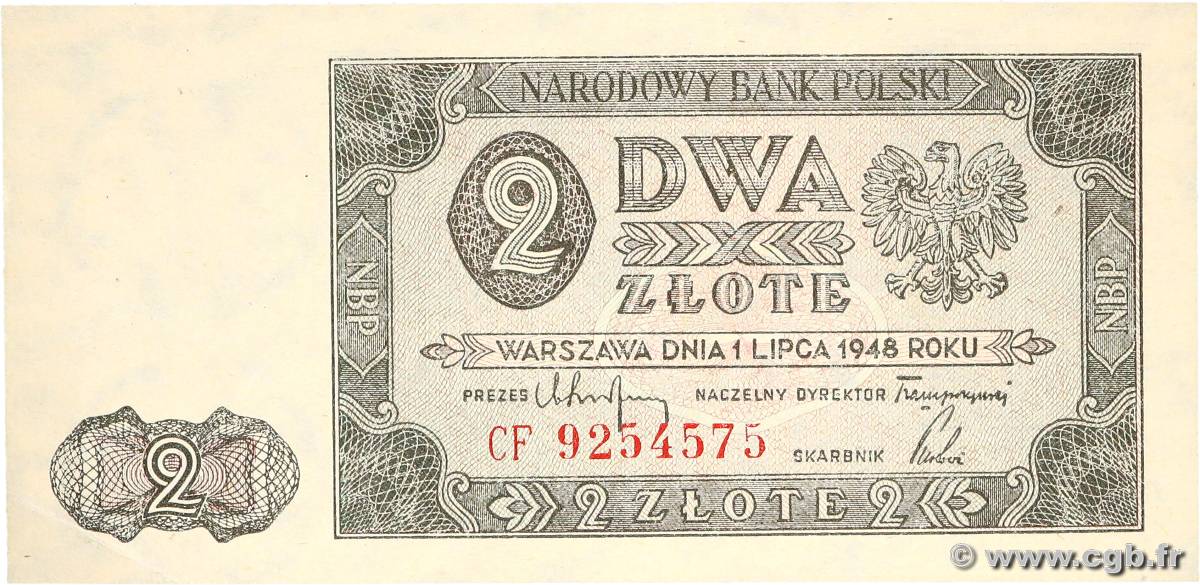 NARODOWY BANK POLSKI
2
DWA
ZŁOTE
NBP
NBP
WARSZAWA DNIA 1 LIPCA 1948 ROKU
PREZES NACZELNY DYREKTOR
CF 9254575
SKARBNIK
2
2 ZŁOTE 2
© www.cgb.fr